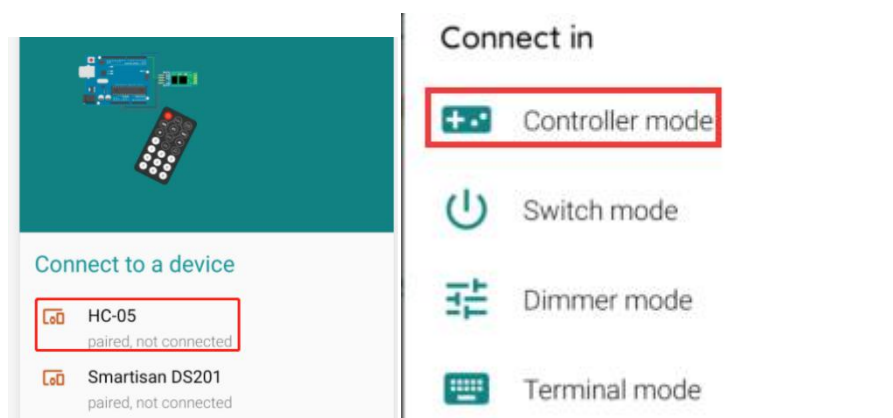 Connect to a device
HC-05
paired, not connected
Smartisan DS201
paired, not connected
Connect in
Controller mode
Switch mode
Dimmer mode
Terminal mode